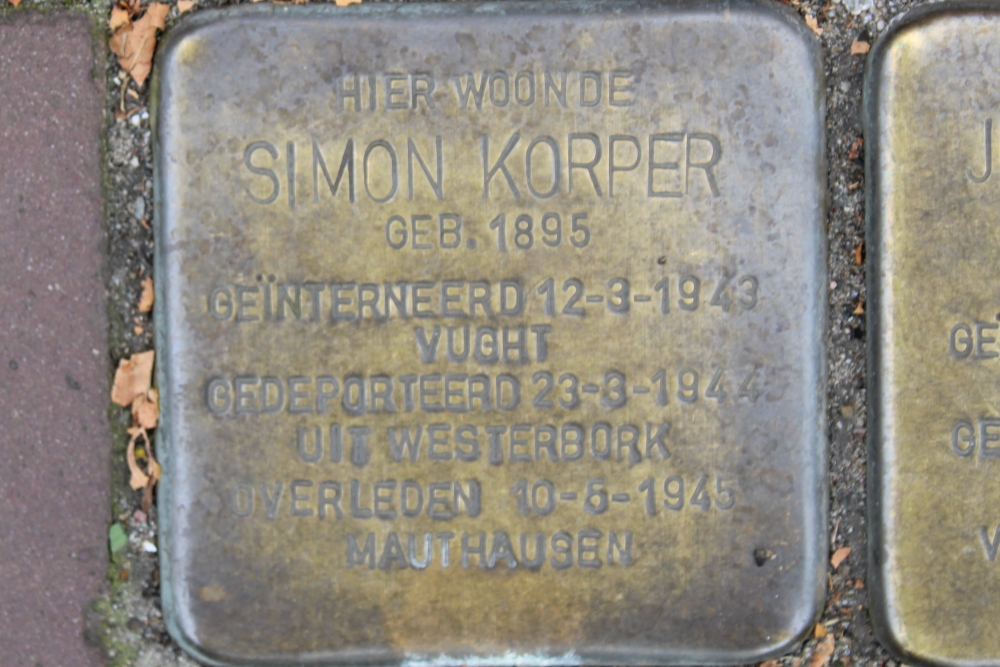 HIER WOONDE
SIMON KORPER
GEB. 1895
GEÏNTERNEERD 12-3-1943
VUGHT
GEDEPORTEERD 23-3-1944
UIT WESTERBORK
OVERLEDEN 10-5-1945
MAUTHAUSEN